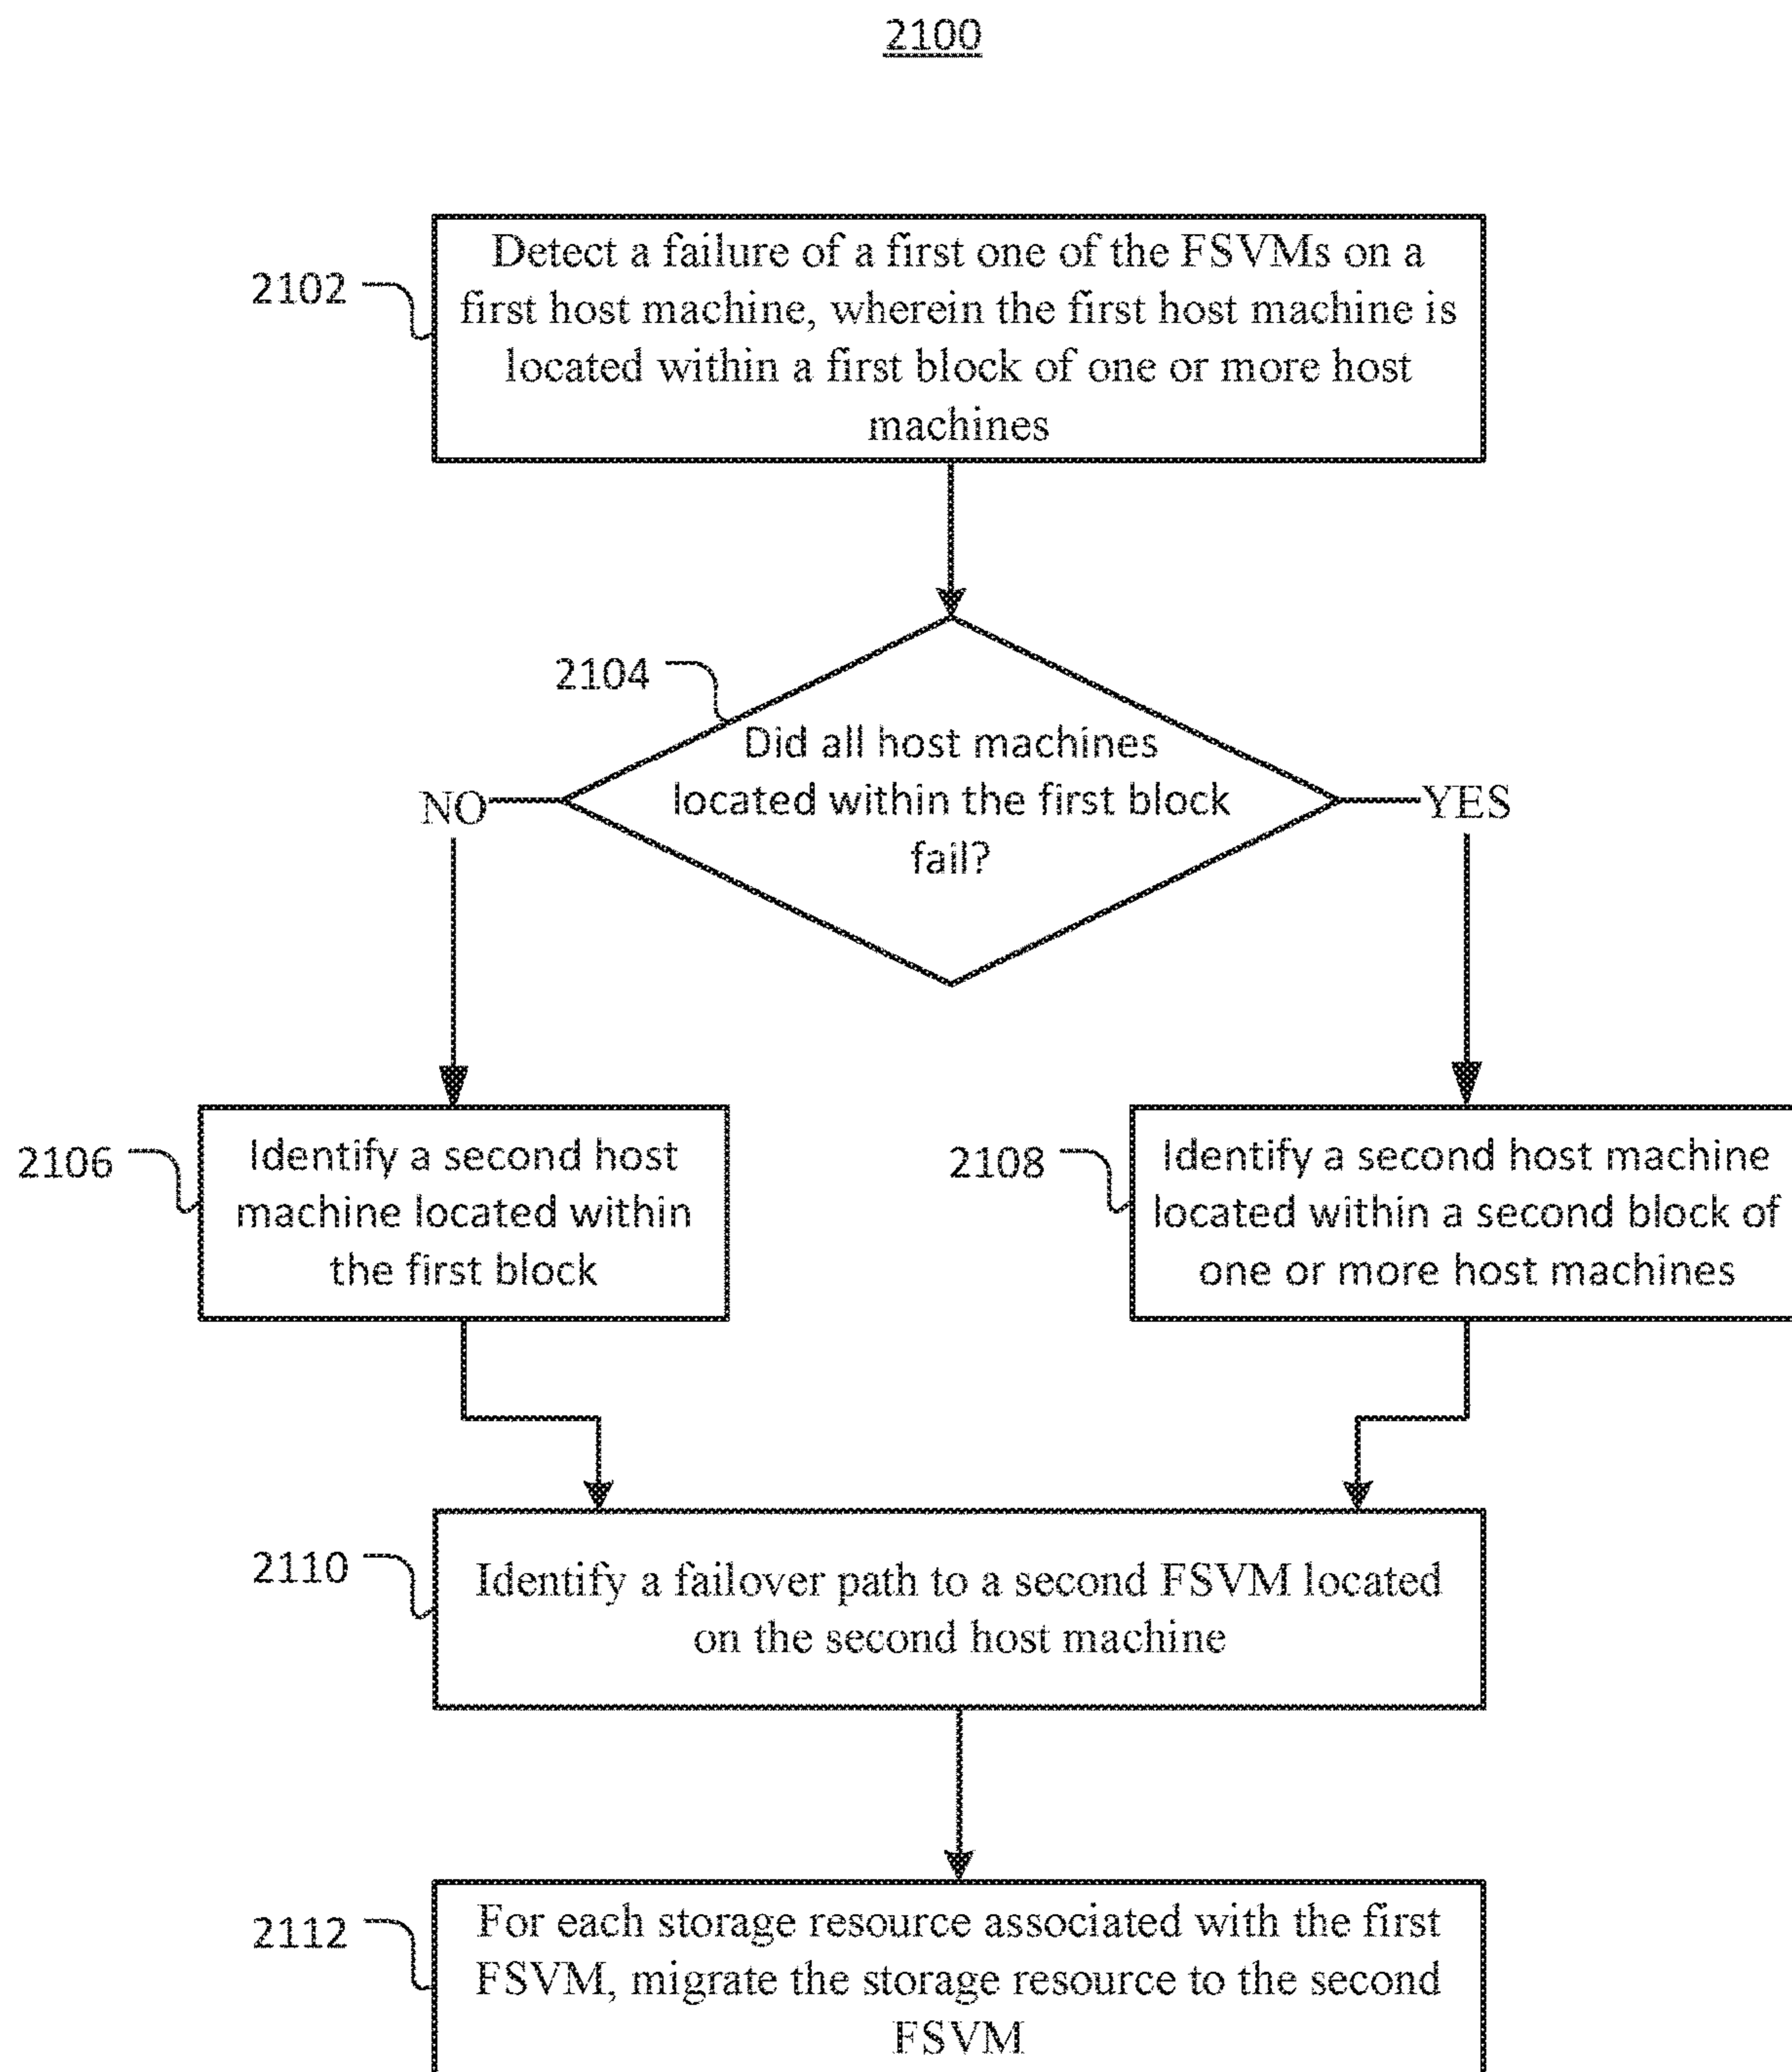 2100
2102
Detect a failure of a first one of the FSVMs on a
first host machine, wherein the first host machine is
located within a first block of one or more host
machines
2104
Did all host machines
located within the first block
fail?
NO
YES
2106
Identify a second host
machine located within
the first block
2108
Identify a second host machine
located within a second block of
one or more host machines
2110
Identify a failover path to a second FSVM located
on the second host machine
2112
For each storage resource associated with the first
FSVM, migrate the storage resource to the second
FSVM